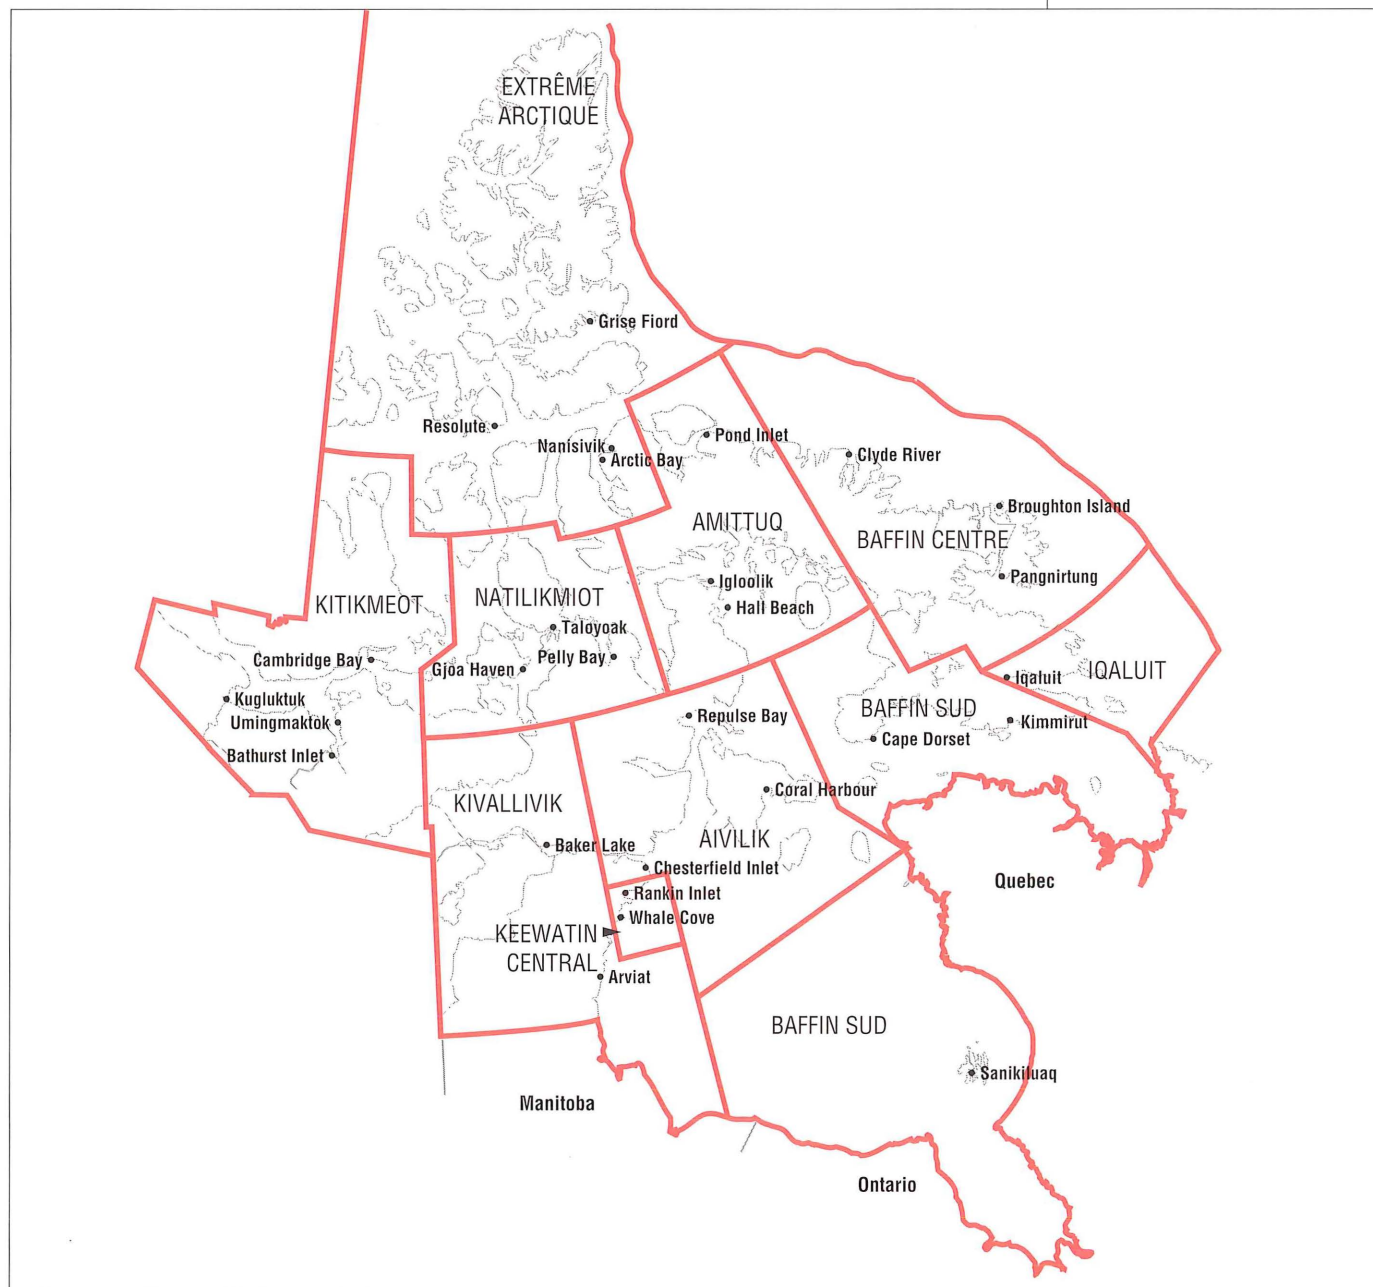 EXTRÊME
ARCTIQUE
Grise Fiord
Resolute
Nanisivik
Arctic Bay
Pond Inlet
Clyde River
Broughton Island
AMITTUQ
BAFFIN CENTRE
Pangnirtung
Igloolik
Hall Beach
KITIKMEOT
NATILIKMIOT
Taloyoak
Pelly Bay
Gjoa Haven
Cambridge Bay
Kugluktuk
Umingmaktok
Bathurst Inlet
IQALUIT
Iqaluit
BAFFIN SUD
Kimmirut
Cape Dorset
Repulse Bay
Coral Harbour
KIVALLIVIK
AIVILIK
Baker Lake
Chesterfield Inlet
Rankin Inlet
Whale Cove
KEEWATIN
CENTRAL
Arviat
Quebec
BAFFIN SUD
Sanikiluaq
Manitoba
Ontario